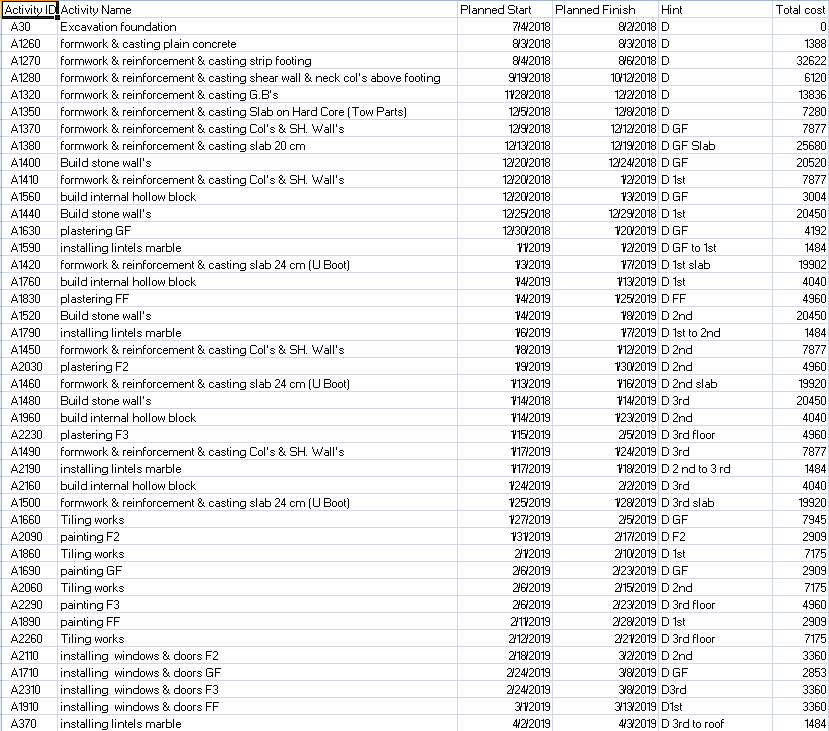 Activity ID Activity Name Planned Start Planned Finish Hint Total cost
A30 Excavation foundation 7/4/2018 8/2/2018 D 0
A1260 formwork & casting plain concrete 8/3/2018 8/3/2018 D 1388
A1270 formwork & reinforcement & casting strip footing 8/4/2018 8/6/2018 D 32622
A1280 formwork & reinforcement & casting shear wall & neck col's above footing 9/19/2018 10/12/2018 D 6120
A1320 formwork & reinforcement & casting G.B's 11/28/2018 12/2/2018 D 13836
A1350 formwork & reinforcement & casting Slab on Hard Core (Tow Parts) 12/5/2018 12/8/2018 D 7280
A1370 formwork & reinforcement & casting Col's & SH. Wall's 12/9/2018 12/12/2018 D GF 7877
A1380 formwork & reinforcement & casting slab 20 cm 12/13/2018 12/19/2018 D GF Slab 25680
A1400 Build stone wall's 12/20/2018 12/24/2018 D GF 20520
A1410 formwork & reinforcement & casting Col's & SH. Wall's 12/20/2018 1/2/2019 D 1st 7877
A1560 build internal hollow block 12/20/2018 1/3/2019 D GF 3004
A1440 Build stone wall's 12/25/2018 12/29/2018 D 1st 20450
A1630 plastering GF 12/30/2018 1/20/2019 D GF 4192
A1590 installing lintels marble 1/1/2019 1/2/2019 D GF to 1st 1484
A1420 formwork & reinforcement & casting slab 24 cm (U Boot) 1/3/2019 1/7/2019 D 1st slab 19902
A1760 build internal hollow block 1/4/2019 1/13/2019 D 1st 4040
A1830 plastering FF 1/4/2019 1/25/2019 D FF 4960
A1520 Build stone wall's 1/4/2019 1/8/2019 D 2nd 20450
A1790 installing lintels marble 1/6/2019 1/7/2019 D 1st to 2nd 1484
A1450 formwork & reinforcement & casting Col's & SH. Wall's 1/8/2019 1/12/2019 D 2nd 7877
A2030 plastering F2 1/9/2019 1/30/2019 D 2nd 4960
A1460 formwork & reinforcement & casting slab 24 cm (U Boot) 1/13/2019 1/16/2019 D 2nd slab 19920
A1480 Build stone wall's 1/14/2018 1/14/2019 D 3rd 20450
A1960 build internal hollow block 1/14/2019 1/23/2019 D 2nd 4040
A2230 plastering F3 1/15/2019 2/5/2019 D 3rd floor 4960
A1490 formwork & reinforcement & casting Col's & SH. Wall's 1/17/2019 1/24/2019 D 3rd 7877
A2190 installing lintels marble 1/17/2019 1/18/2019 D 2 nd to 3 rd 1484
A2160 build internal hollow block 1/24/2019 2/2/2019 D 3rd 4040
A1500 formwork & reinforcement & casting slab 24 cm (U Boot) 1/25/2019 1/28/2019 D 3rd slab 19920
A1660 Tiling works 1/27/2019 2/5/2019 D GF 7945
A2090 painting F2 1/31/2019 2/17/2019 D F2 2909
A1860 Tiling works 2/1/2019 2/10/2019 D 1st 7175
A1690 painting GF 2/6/2019 2/23/2019 D GF 2909
A2060 Tiling works 2/6/2019 2/15/2019 D 2nd 7175
A2290 painting F3 2/6/2019 2/23/2019 D 3rd floor 4960
A1890 painting FF 2/11/2019 2/28/2019 D 1st 2909
A2260 Tiling works 2/12/2019 2/21/2019 D 3rd floor 7175
A2110 installing windows & doors F2 2/18/2019 3/2/2019 D 2nd 3360
A1710 installing windows & doors GF 2/24/2019 3/8/2019 D GF 2853
A2310 installing windows & doors F3 2/24/2019 3/8/2019 D3rd 3360
A1910 installing windows & doors FF 3/1/2019 3/13/2019 D1st 3360
A370 installing lintels marble 4/2/2019 4/3/2019 D 3rd to roof 1484